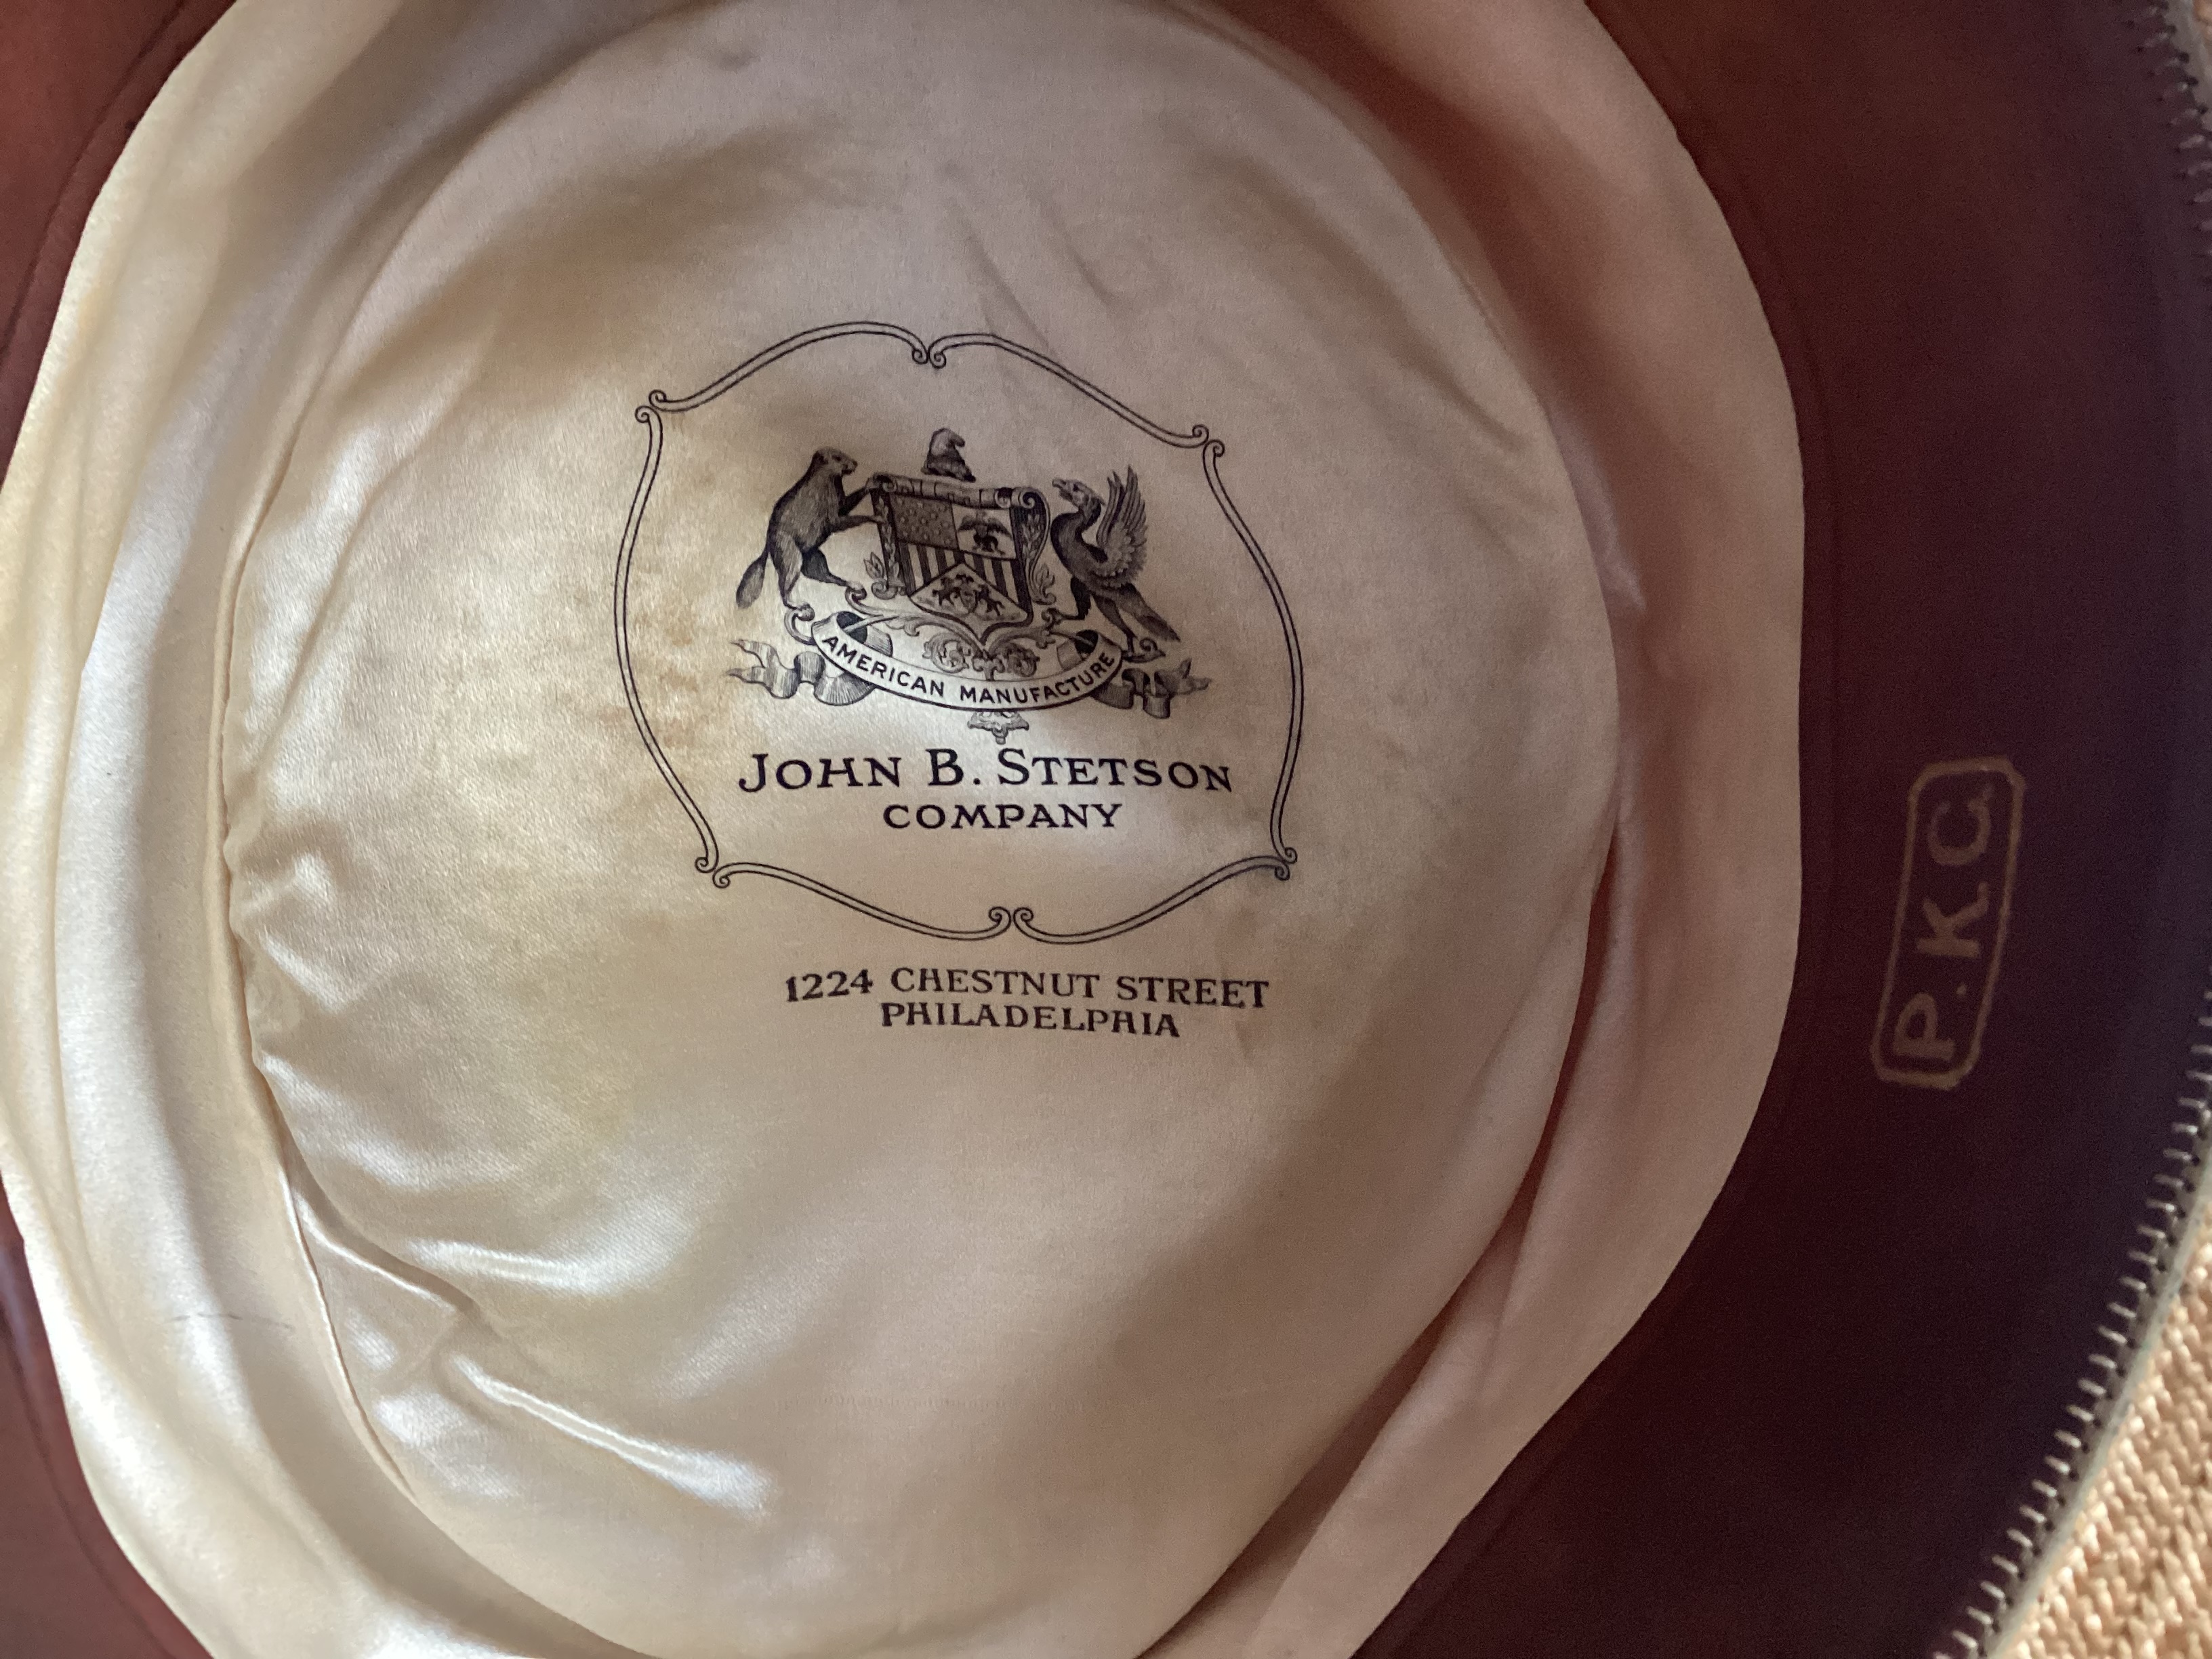 AMERICAN MANUFACTURE
JOHN B. STETSON
COMPANY
1224 CHESTNUT STREET
PHILADELPHIA
P.K.C.